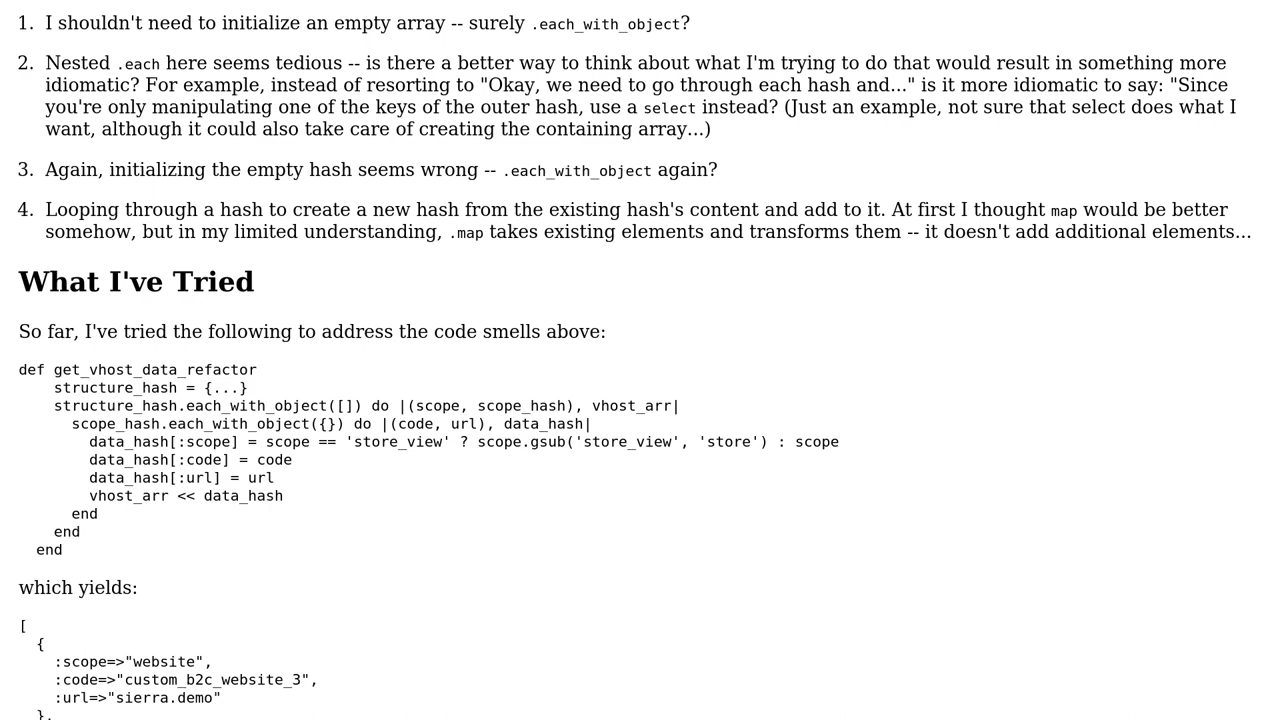 1. I shouldn't need to initialize an empty array -- surely .each_with_object?
2. Nested .each here seems tedious -- is there a better way to think about what I'm trying to do that would result in something more
idiomatic? For example, instead of resorting to "Okay, we need to go through each hash and..." is it more idiomatic to say: "Since
you're only manipulating one of the keys of the outer hash, use a select instead? (Just an example, not sure that select does what I
want, although it could also take care of creating the containing array...)
3. Again, initializing the empty hash seems wrong -- .each_with_object again?
4. Looping through a hash to create a new hash from the existing hash's content and add to it. At first I thought map would be better
somehow, but in my limited understanding, .map takes existing elements and transforms them -- it doesn't add additional elements...
What I've Tried
So far, I've tried the following to address the code smells above:
def get_vhost_data_refactor
    structure_hash = {...}
    structure_hash.each_with_object([]) do |(scope, scope_hash), vhost_arr|
      scope_hash.each_with_object({}) do |(code, url), data_hash|
        data_hash[:scope] = scope == 'store_view' ? scope.gsub('store_view', 'store') : scope
        data_hash[:code] = code
        data_hash[:url] = url
        vhost_arr << data_hash
      end
    end
  end
which yields:
[
  {
    :scope=>"website",
    :code=>"custom_b2c_website_3",
    :url=>"sierra.demo"
  },